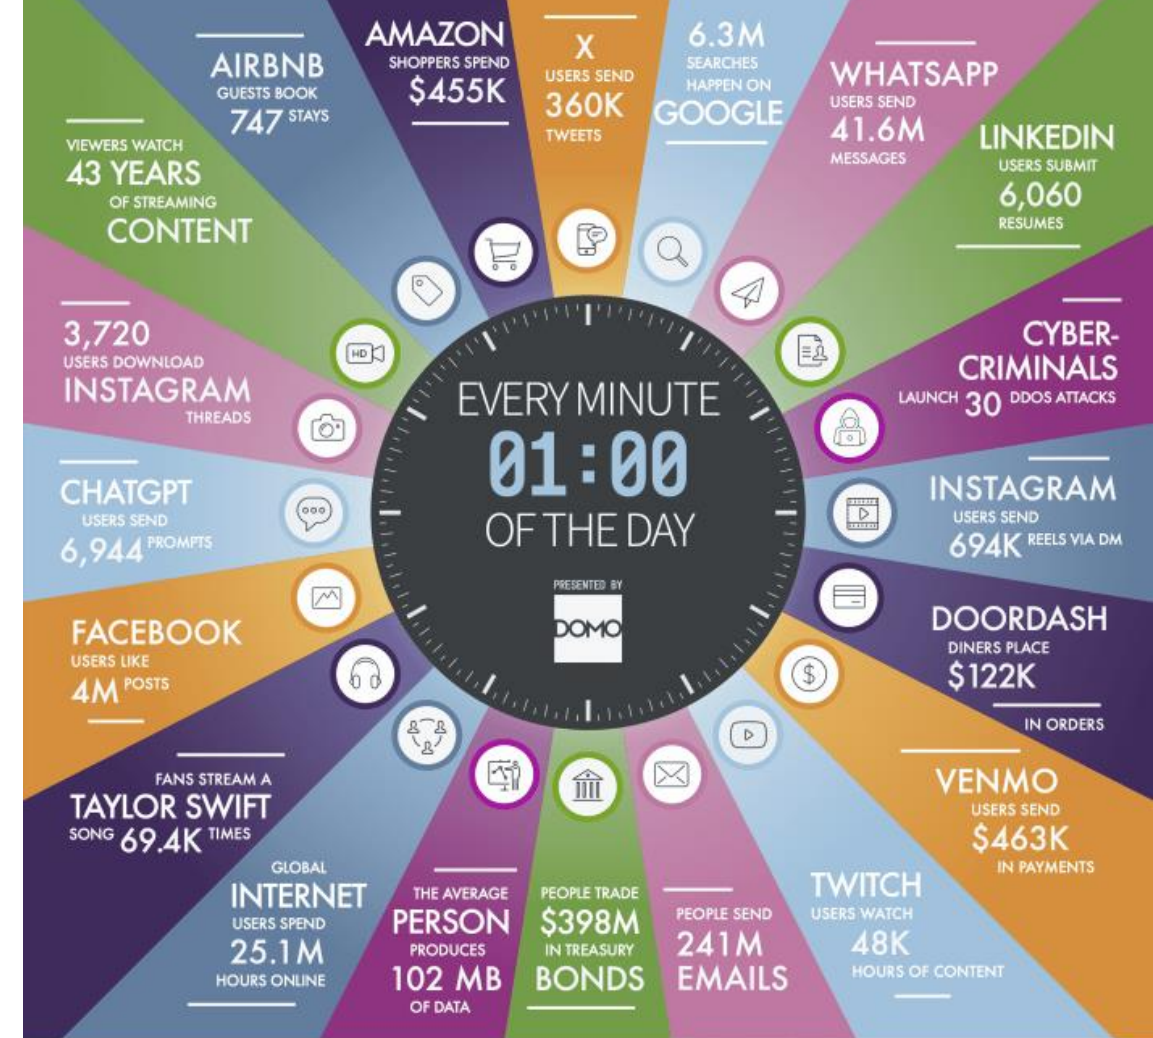 AMAZON
SHOPPERS SPEND
$455K
X
USERS SEND
360K
TWEETS
6.3M
SEARCHES
HAPPEN ON
GOOGLE
WHATSAPP
USERS SEND
41.6M
MESSAGES
LINKEDIN
USERS SUBMIT
6,060
RESUMES
CYBER-
CRIMINALS
LAUNCH 30 DDOS ATTACKS
INSTAGRAM
USERS SEND
694K REELS VIA DM
DOORDASH
DINERS PLACE
$122K
IN ORDERS
VENMO
USERS SEND
$463K
IN PAYMENTS
TWITCH
USERS WATCH
48K
HOURS OF CONTENT
PEOPLE SEND
241M
EMAILS
PEOPLE TRADE
$398M
IN TREASURY
BONDS
THE AVERAGE
PERSON
PRODUCES
102 MB
OF DATA
GLOBAL
INTERNET
USERS SPEND
25.1M
HOURS ONLINE
FANS STREAM A
TAYLOR SWIFT
SONG 69.4K TIMES
FACEBOOK
USERS LIKE
4M POSTS
CHATGPT
USERS SEND
6,944 PROMPTS
3,720
USERS DOWNLOAD
INSTAGRAM
THREADS
VIEWERS WATCH
43 YEARS
OF STREAMING
CONTENT
AIRBNB
GUESTS BOOK
747 STAYS
HD
EVERY MINUTE
01:00
OF THE DAY
PRESENTED BY
DOMO